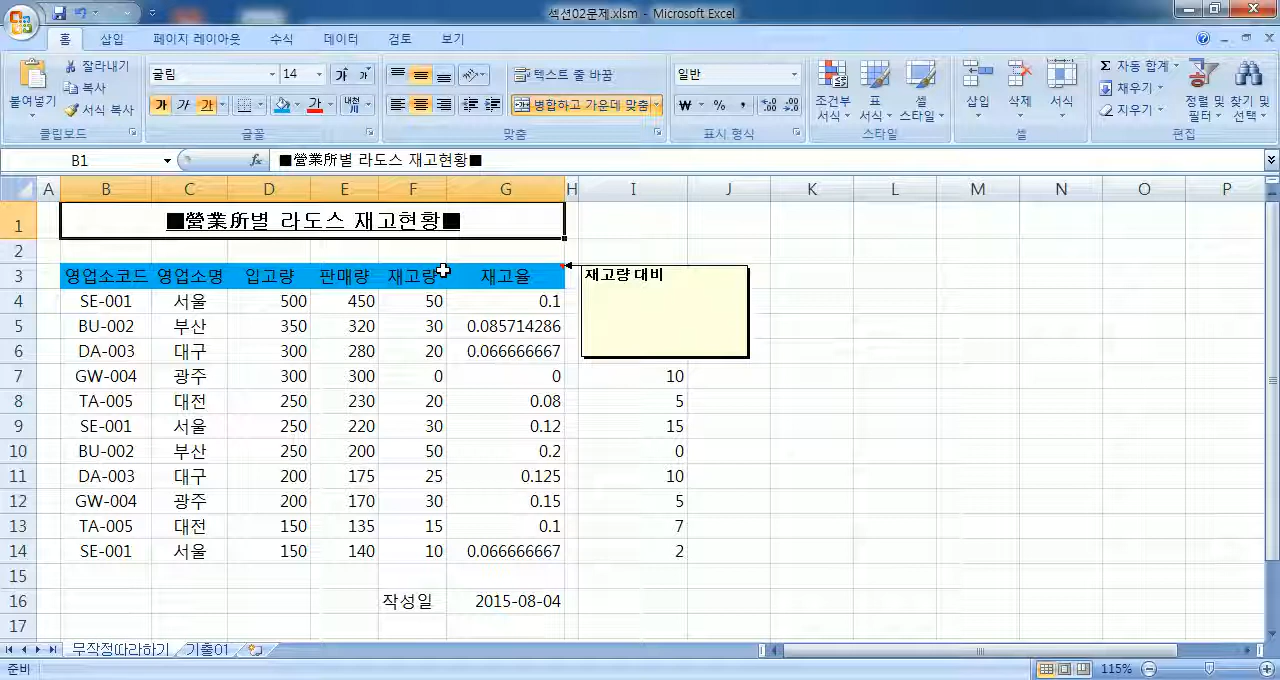 섹션02문제.xlsm - Microsoft Excel
홈 삽입 페이지 레이아웃 수식 데이터 검토 보기
붙여넣기 잘라내기 복사 서식 복사 클립보드
굴림 14 가 가 가 가 가 가 내천 글꼴
텍스트 줄 바꿈 병합하고 가운데 맞춤 맞춤
일반 ₩ % , 표시 형식
조건부 서식 표 서식 셀 스타일 스타일
삽입 삭제 서식 셀
Σ 자동 합계 채우기 지우기 정렬 및 필터 찾기 및 선택 편집
B1 fx ■營業所별 라도스 재고현황■
A B C D E F G H I J K L M N O P
1 ■營業所별 라도스 재고현황■
2
3 영업소코드 영업소명 입고량 판매량 재고량 재고율 재고량 대비
4 SE-001 서울 500 450 50 0.1
5 BU-002 부산 350 320 30 0.085714286
6 DA-003 대구 300 280 20 0.066666667
7 GW-004 광주 300 300 0 0 10
8 TA-005 대전 250 230 20 0.08 5
9 SE-001 서울 250 220 30 0.12 15
10 BU-002 부산 250 200 50 0.2 0
11 DA-003 대구 200 175 25 0.125 10
12 GW-004 광주 200 170 30 0.15 5
13 TA-005 대전 150 135 15 0.1 7
14 SE-001 서울 150 140 10 0.066666667 2
15
16 작성일 2015-08-04
17
무작정따라하기 기출01
준비 115%